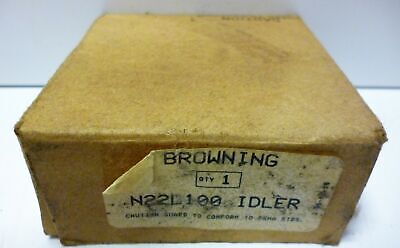 BROWNING
QTY 1
N22L100 IDLER
CAUTION GUARD TO CONFORM TO OSHA STDS.